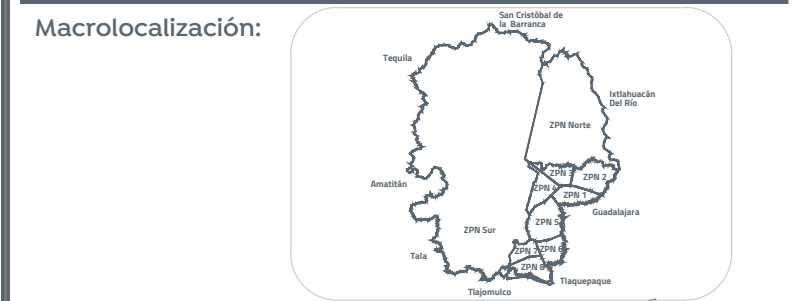 Macrolocalización:
San Cristóbal de
la Barranca
Tequila
Ixtlahuacán
Del Río
ZPN Norte
ZPN 3
ZPN 2
Amatitán
ZPN 4
ZPN 1
Guadalajara
ZPN 5
ZPN Sur
ZPN 7
ZPN 6
Tala
ZPN 8
Tlaquepaque
Tlajomulco